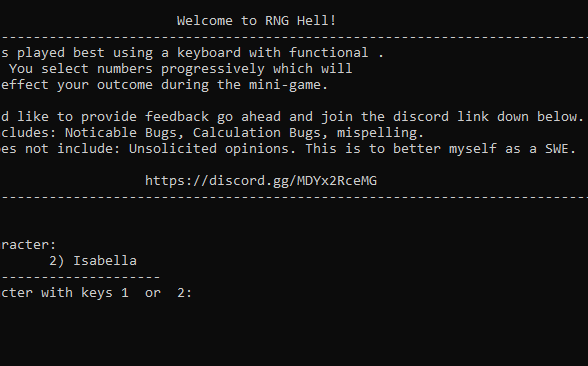 Welcome to RNG Hell!
--------------------------------------------------------------------------
s played best using a keyboard with functional .
You select numbers progressively which will
effect your outcome during the mini-game.
d like to provide feedback go ahead and join the discord link down below.
cludes: Noticable Bugs, Calculation Bugs, mispelling.
es not include: Unsolicited opinions. This is to better myself as a SWE.
https://discord.gg/MDYx2RceMG
--------------------------------------------------------------------------
racter:
2) Isabella
--------------------
cter with keys 1  or  2: